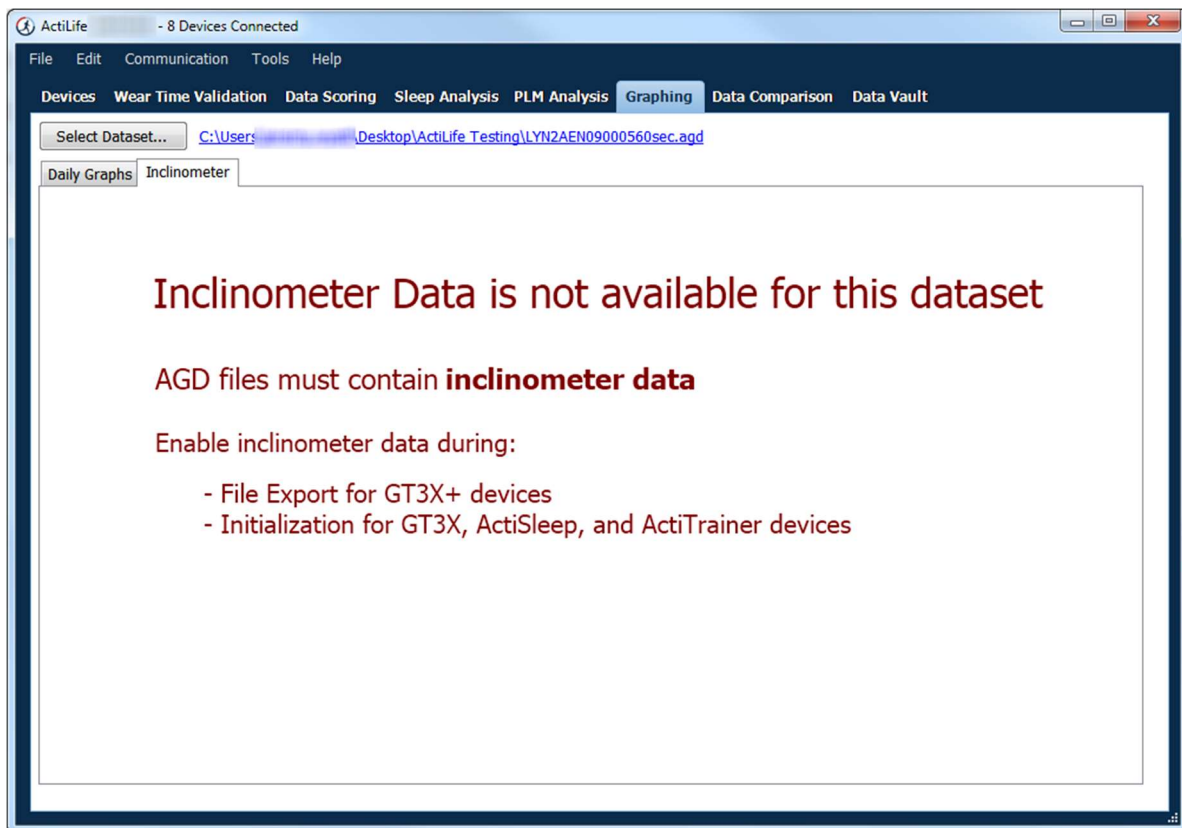 ActiLife - 8 Devices Connected
File Edit Communication Tools Help
Devices Wear Time Validation Data Scoring Sleep Analysis PLM Analysis Graphing Data Comparison Data Vault
Select Dataset... C:\Users \Desktop\ActiLife Testing\LYN2AEN09000560sec.agd
Daily Graphs Inclinometer
Inclinometer Data is not available for this dataset
AGD files must contain inclinometer data
Enable inclinometer data during:
- File Export for GT3X+ devices
- Initialization for GT3X, ActiSleep, and ActiTrainer devices